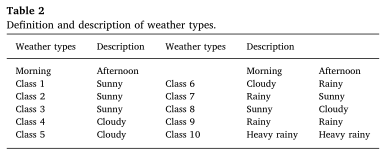 Table 2
Definition and description of weather types.
Weather types Description Weather types Description
Morning Afternoon Morning Afternoon
Class 1 Sunny Class 6 Cloudy Rainy
Class 2 Sunny Class 7 Rainy Sunny
Class 3 Sunny Class 8 Sunny Cloudy
Class 4 Cloudy Class 9 Rainy Rainy
Class 5 Cloudy Class 10 Heavy rainy Heavy rainy